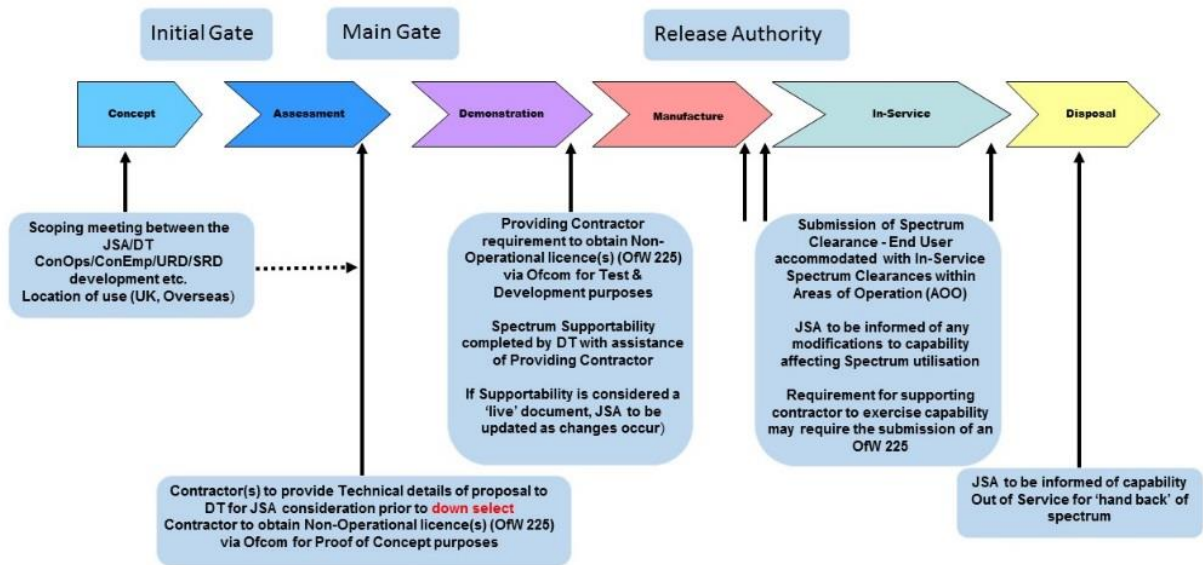 Initial Gate
Main Gate
Release Authority
Concept
Assessment
Demonstration
Manufacture
In-Service
Disposal
Scoping meeting between the
JSA/DT
ConOps/ConEmp/URD/SRD
development etc.
Location of use (UK, Overseas)
Providing Contractor
requirement to obtain Non-
Operational licence(s) (OfW 225)
via Ofcom for Test &
Development purposes
Spectrum Supportability
completed by DT with assistance
of Providing Contractor
If Supportability is considered a
‘live’ document, JSA to be
updated as changes occur)
Submission of Spectrum
Clearance - End User
accommodated with In-Service
Spectrum Clearances within
Areas of Operation (AOO)
JSA to be informed of any
modifications to capability
affecting Spectrum utilisation
Requirement for supporting
contractor to exercise capability
may require the submission of an
OfW 225
Contractor(s) to provide Technical details of proposal to
DT for JSA consideration prior to down select
Contractor to obtain Non-Operational licence(s) (OfW 225)
via Ofcom for Proof of Concept purposes
JSA to be informed of capability
Out of Service for ‘hand back’ of
spectrum